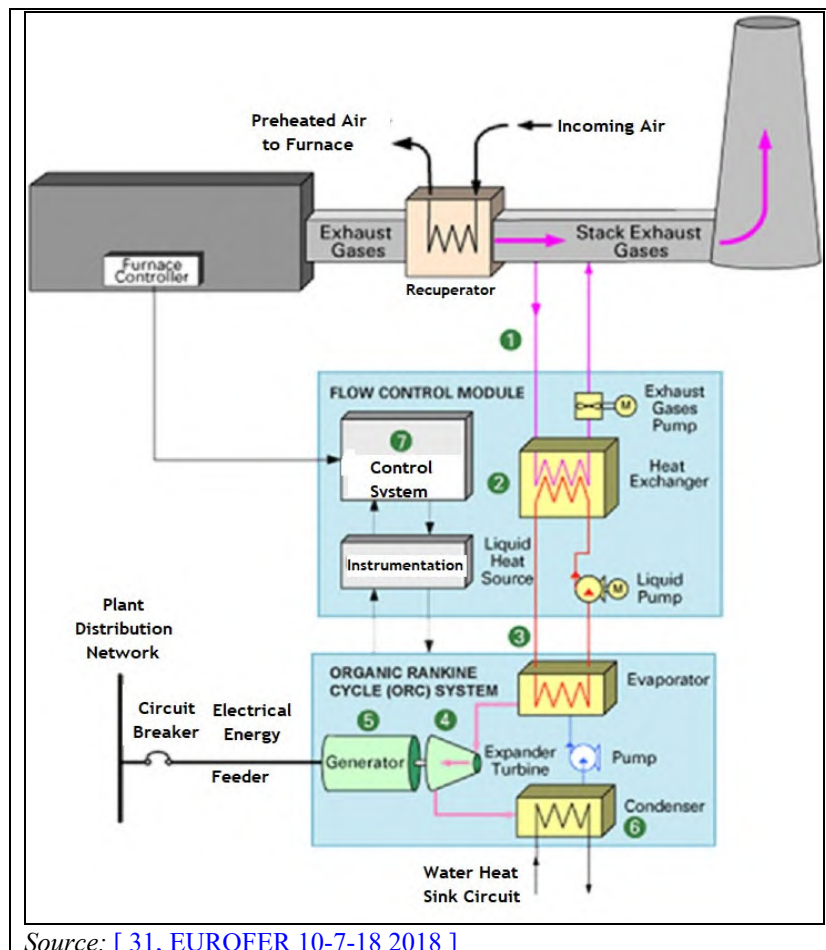 Preheated Air
to Furnace
Incoming Air
Exhaust
Gases
Stack Exhaust
Gases
Furnace
Controller
Recuperator
1
FLOW CONTROL MODULE
Exhaust
Gases
Pump
M
7
Control
System
2
Heat
Exchanger
Instrumentation
Liquid
Heat
Source
M
Liquid
Pump
Plant
Distribution
Network
3
ORGANIC RANKINE
CYCLE (ORC) SYSTEM
Evaporator
Circuit
Breaker
Electrical
Energy
Feeder
5
4
Generator
Expander
Turbine
Pump
Condenser
6
Water Heat
Sink Circuit
Source: [ 31, EUROFER 10-7-18 2018 ]